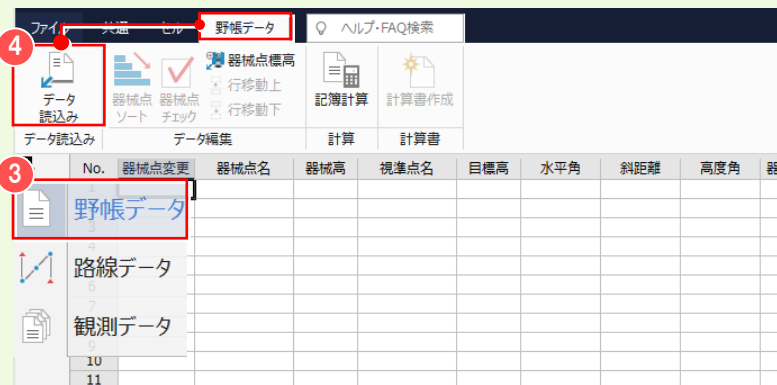 ファイル 共通 セル 野帳データ ヘルプ・FAQ検索
4
データ
読込み
器械点
ソート
器械点
チェック
器械点標高
行移動上
行移動下
記簿計算
計算書作成
データ読込み データ編集 計算 計算書
3
No. 器械点変更 器械点名 器械高 視準点名 目標高 水平角 斜距離 高度角 器
1
野帳データ
3
4
路線データ
6
7
観測データ
9
10
11